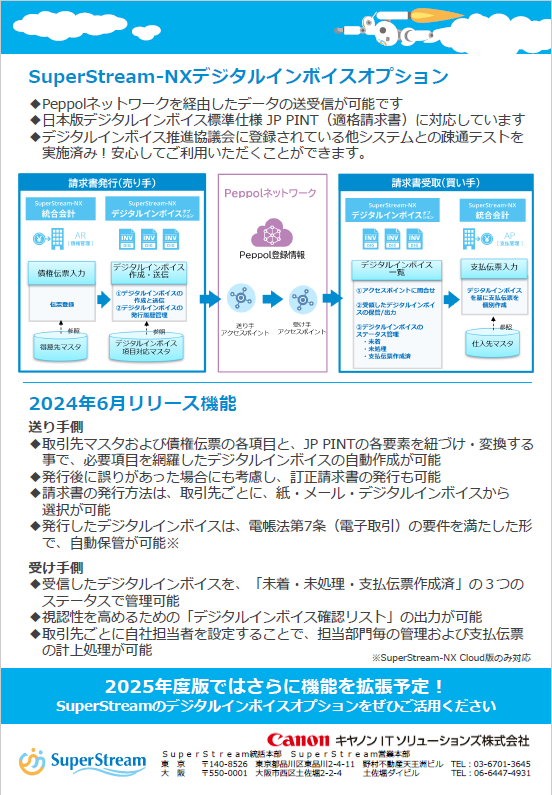 SuperStream-NXデジタルインボイスオプション
◆Peppolネットワークを経由したデータの送受信が可能です
◆日本版デジタルインボイス標準仕様 JP PINT（適格請求書）に対応しています
◆デジタルインボイス推進協議会に登録されている他システムとの疎通テストを
実施済み！安心してご利用いただくことができます。
請求書発行(売り手)
SuperStream-NX
統合会計
SuperStream-NX
デジタルインボイス
AR
（債権管理）
INV
INV
INV
債権伝票入力
伝票登録
デジタルインボイス
作成・送信
①デジタルインボイスの
作成と送信
②デジタルインボイスの
発行履歴管理
参照
参照
得意先マスタ
デジタルインボイス
項目対応マスタ
Peppolネットワーク
Peppol登録情報
送り手
アクセスポイント
受け手
アクセスポイント
請求書受取(買い手)
SuperStream-NX
デジタルインボイス
SuperStream-NX
統合会計
INV
INV
INV
AP
（支払管理）
デジタルインボイス
一覧
①アクセスポイントに問合せ
②受領したデジタルインボイ
スの保管/出力
③デジタルインボイスの
ステータス管理
・未着
・未処理
・支払伝票作成済
支払伝票入力
デジタルインボイス
を基に支払伝票を
個別作成
参照
仕入先マスタ
2024年6月リリース機能
送り手側
◆取引先マスタおよび債権伝票の各項目と、JP PINTの各要素を紐づけ・変換する
事で、必要項目を網羅したデジタルインボイスの自動作成が可能
◆発行後に誤りがあった場合にも考慮し、訂正請求書の発行も可能
◆請求書の発行方法は、取引先ごとに、紙・メール・デジタルインボイスから
選択が可能
◆発行したデジタルインボイスは、電帳法第7条（電子取引）の要件を満たした形
で、自動保管が可能※
受け手側
◆受信したデジタルインボイスを、「未着・未処理・支払伝票作成済」の３つの
ステータスで管理可能
◆視認性を高めるための「デジタルインボイス確認リスト」の出力が可能
◆取引先ごとに自社担当者を設定することで、担当部門毎の管理および支払伝票
の計上処理が可能
※SuperStream-NX Cloud版のみ対応
2025年度版ではさらに機能を拡張予定！
SuperStreamのデジタルインボイスオプションをぜひご活用ください
SuperStream
Canon キヤノンITソリューションズ株式会社
ＳｕｐｅｒＳｔｒｅａｍ統括本部　ＳｕｐｅｒＳｔｒｅａｍ営業本部
東　京　〒140-8526　東京都品川区東品川2-4-11　野村不動産天王洲ビル　TEL：03-6701-3645
大　阪　〒550-0001　大阪市西区土佐堀2-2-4　土佐堀ダイビル　TEL：06-6447-4931